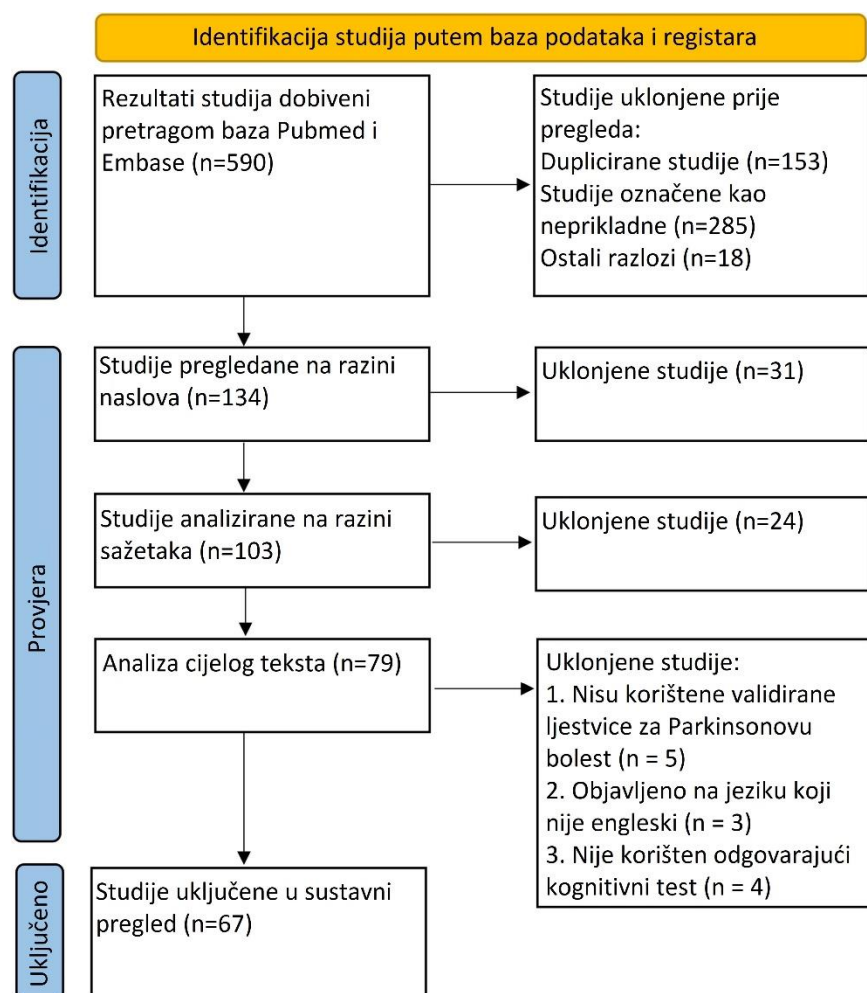 Identifikacija studija putem baza podataka i registara
Identifikacija
Rezultati studija dobiveni
pretragom baza Pubmed i
Embase (n=590)
Studije uklonjene prije
pregleda:
Duplicirane studije (n=153)
Studije označene kao
neprikladne (n=285)
Ostali razlozi (n=18)
Provjera
Studije pregledane na razini
naslova (n=134)
Uklonjene studije (n=31)
Studije analizirane na razini
sažetaka (n=103)
Uklonjene studije (n=24)
Analiza cijelog teksta (n=79)
Uklonjene studije:
1. Nisu korištene validirane
ljestvice za Parkinsonovu
bolest (n = 5)
2. Objavljeno na jeziku koji
nije engleski (n = 3)
3. Nije korišten odgovarajući
kognitivni test (n = 4)
Uključeno
Studije uključene u sustavni
pregled (n=67)